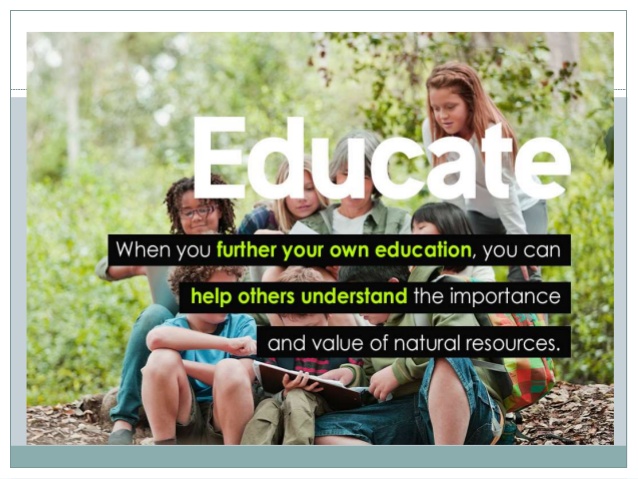 Educate
When you further your own education, you can
help others understand the importance
and value of natural resources.